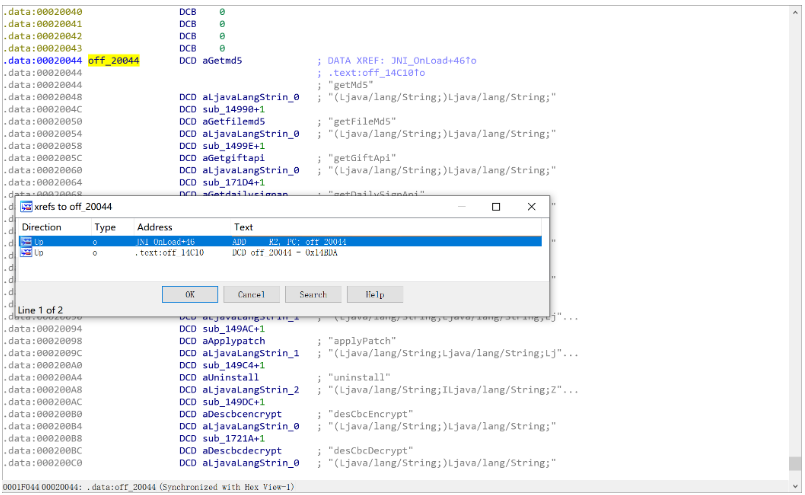 .data:00020040 DCB 0
.data:00020041 DCB 0
.data:00020042 DCB 0
.data:00020043 DCB 0
.data:00020044 off_20044 DCD aGetmd5 ; DATA XREF: JNI_OnLoad+46↑o
.data:00020044 ; .text:off_14C10↑o
.data:00020044 ; "getMd5"
.data:00020048 DCD aLjavaLangStrin_0 ; "(Ljava/lang/String;)Ljava/lang/String;"
.data:0002004C DCD sub_14990+1
.data:00020050 DCD aGetfilemd5 ; "getFileMd5"
.data:00020054 DCD aLjavaLangStrin_0 ; "(Ljava/lang/String;)Ljava/lang/String;"
.data:00020058 DCD sub_1499E+1
.data:0002005C DCD aGetgiftapi ; "getGiftApi"
.data:00020060 DCD aLjavaLangStrin_0 ; "(Ljava/lang/String;)Ljava/lang/String;"
.data:00020064 DCD sub_171D4+1
.data:00020068 DCD aGetdailysignap ; "getDailySignApi"
xrefs to off_20044
Direction Type Address Text
Up o JNI_OnLoad+46 ADD R2, PC; off_20044
Up o .text:off_14C10 DCD off_20044 - 0x14BDA
OK Cancel Search Help
Line 1 of 2
.data:00020090 DCD aLjavaLangStrin_1 ; "(Ljava/lang/String;Ljava/lang/String;Lj"...
.data:00020094 DCD sub_149AC+1
.data:00020098 DCD aApplypatch ; "applyPatch"
.data:0002009C DCD aLjavaLangStrin_1 ; "(Ljava/lang/String;Ljava/lang/String;Lj"...
.data:000200A0 DCD sub_149C4+1
.data:000200A4 DCD aUninstall ; "uninstall"
.data:000200A8 DCD aLjavaLangStrin_2 ; "(Ljava/lang/String;ILjava/lang/String;Z"...
.data:000200AC DCD sub_149DC+1
.data:000200B0 DCD aDescbcencrypt ; "desCbcEncrypt"
.data:000200B4 DCD aLjavaLangStrin_0 ; "(Ljava/lang/String;)Ljava/lang/String;"
.data:000200B8 DCD sub_1721A+1
.data:000200BC DCD aDescbcdecrypt ; "desCbcDecrypt"
.data:000200C0 DCD aLjavaLangStrin_0 ; "(Ljava/lang/String;)Ljava/lang/String;"
0001F044 00020044: .data:off_20044 (Synchronized with Hex View-1)